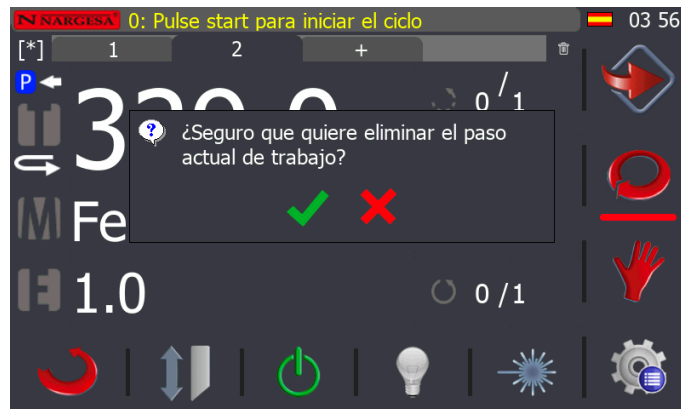 NARGESA
0: Pulse start para iniciar el ciclo
03 56
[*]
1
2
+
P
0/1
¿Seguro que quiere eliminar el paso
actual de trabajo?
M
Fe
1.0
0/1